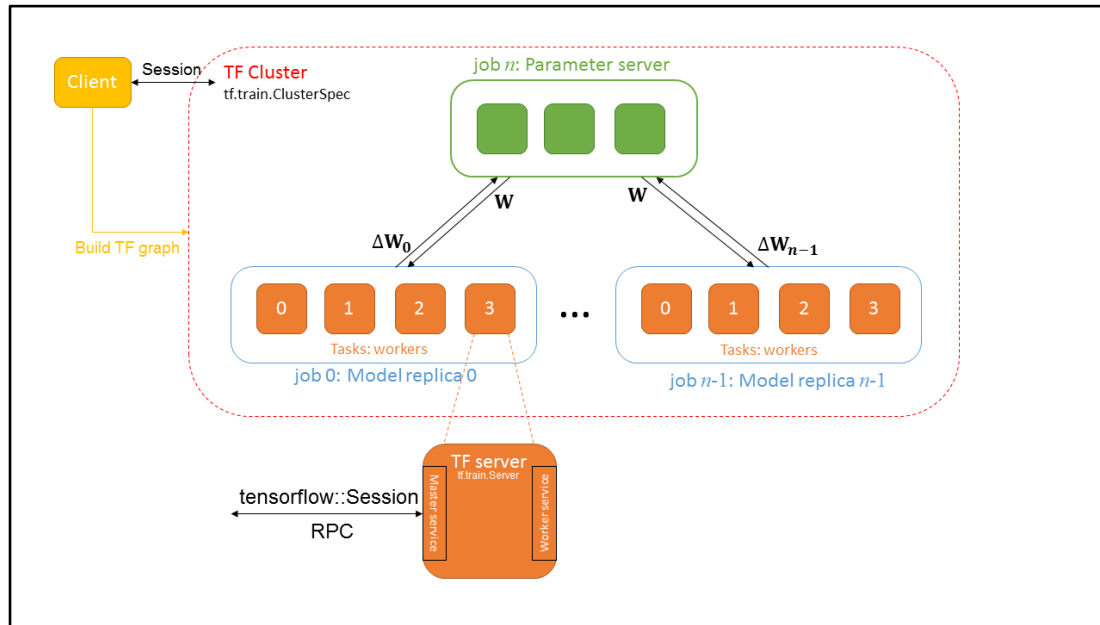 job n: Parameter server
Client
Session
TF Cluster
tf.train.ClusterSpec
W
W
ΔW₀
ΔWₙ₋₁
Build TF graph
0
1
2
3
...
0
1
2
3
Tasks: workers
Tasks: workers
job 0: Model replica 0
job n-1: Model replica n-1
TF server
tf.train.Server
Master service
Worker service
tensorflow::Session
RPC